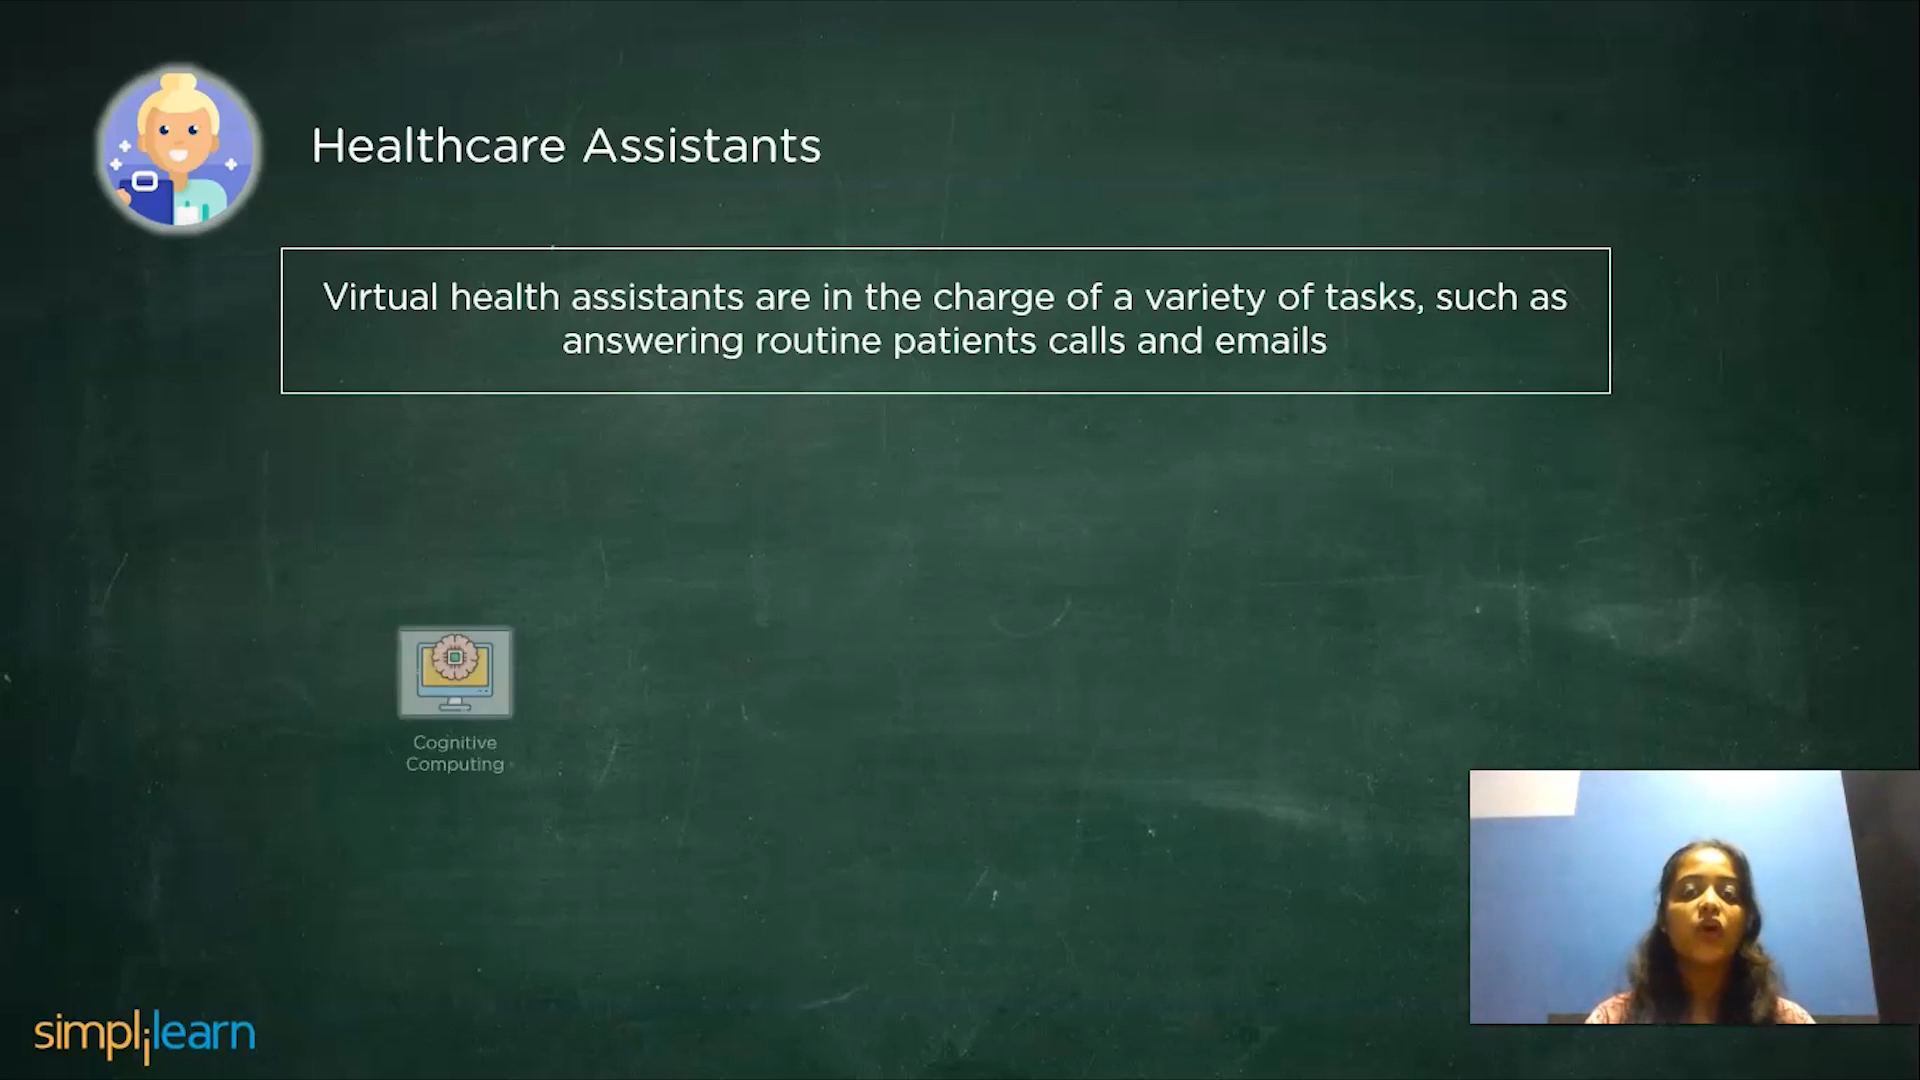 Healthcare Assistants
Virtual health assistants are in the charge of a variety of tasks, such as
answering routine patients calls and emails
Cognitive
Computing
simplilearn